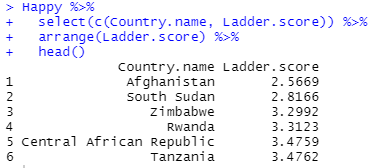 > Happy %>%
+   select(c(Country.name, Ladder.score)) %>%
+   arrange(Ladder.score) %>%
+   head()
              Country.name Ladder.score
1              Afghanistan       2.5669
2              South Sudan       2.8166
3                 Zimbabwe       3.2992
4                   Rwanda       3.3123
5 Central African Republic       3.4759
6                 Tanzania       3.4762